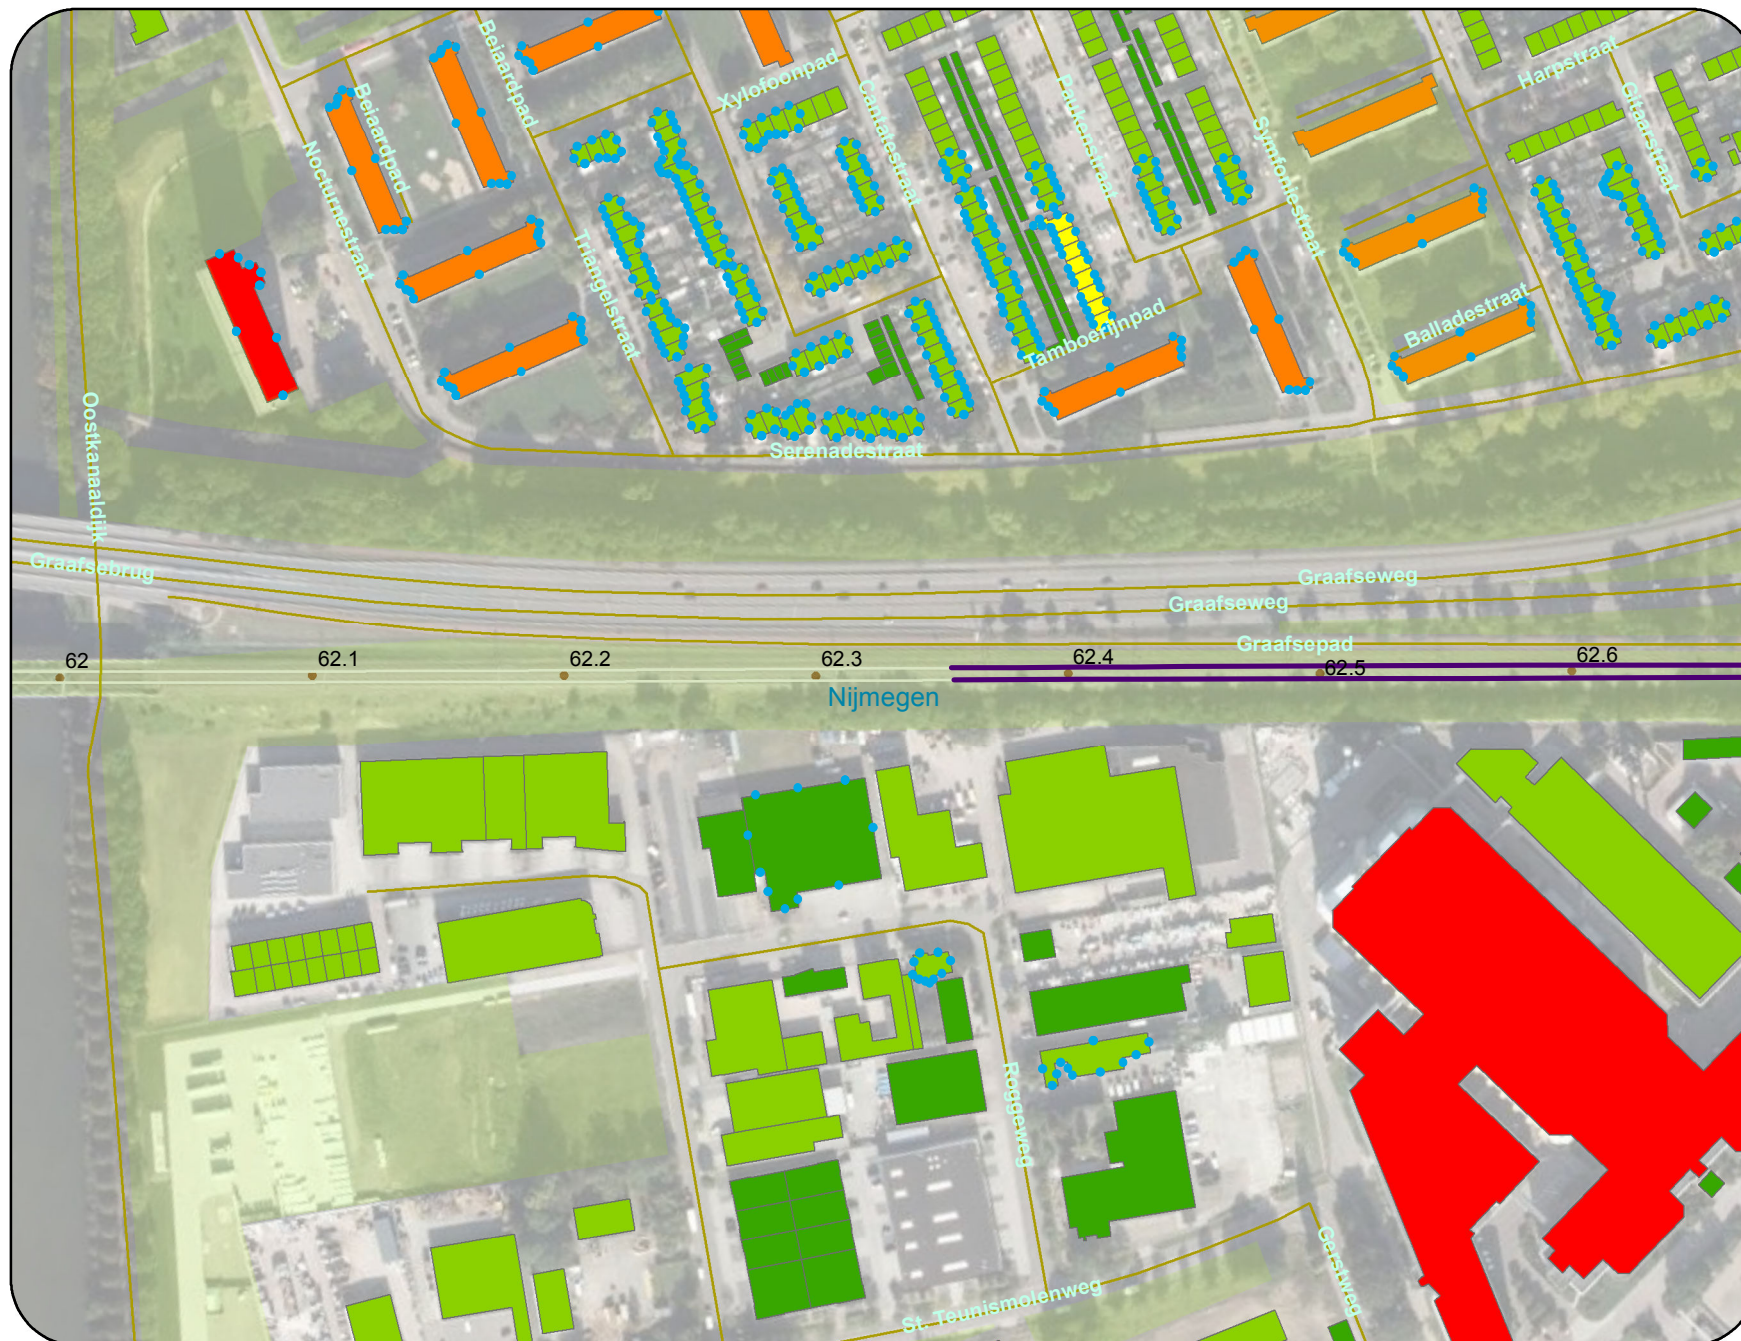 Beiaardpad
Beiaardpad
Nocturnestraat
Xylofoonpad
Cantatestraat
Paukenstraat
Harpstraat
Gitaarstraat
Symfoniestraat
Triangelstraat
Tamboerijnpad
Balladestraat
Serenadestraat
Oostkanaaldijk
Graafsebrug
Graafseweg
Graafseweg
Graafsepad
62
62.1
62.2
62.3
62.4
62.5
62.6
Nijmegen
Roggeweg
St. Teunismolenweg
Gerstweg